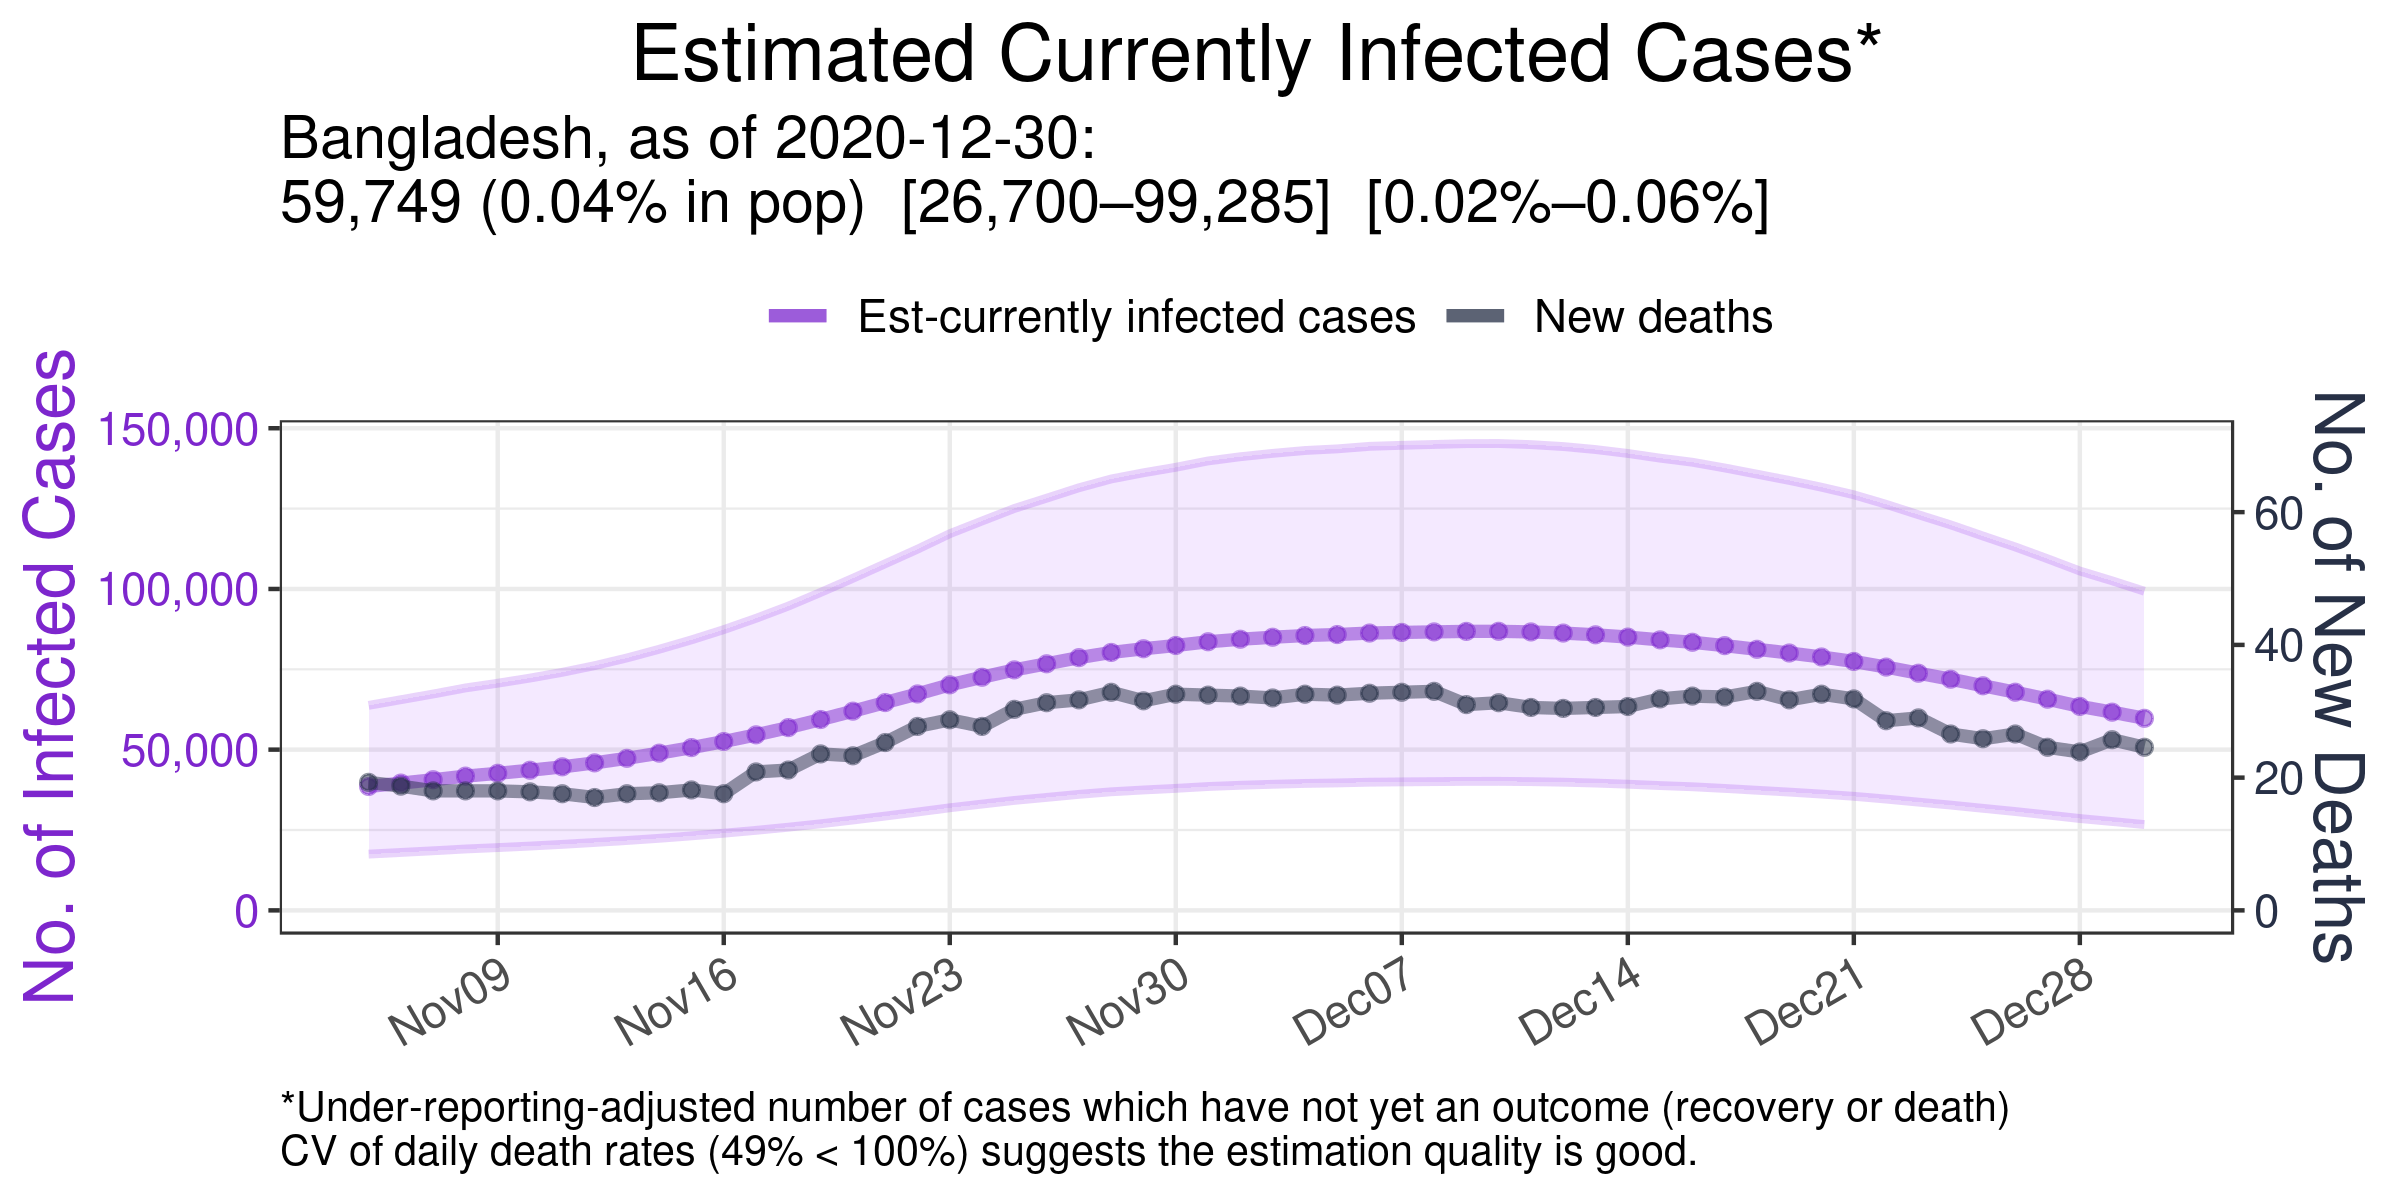 Estimated Currently Infected Cases*
Bangladesh, as of 2020-12-30:
59,749 (0.04% in pop)  [26,700–99,285]  [0.02%–0.06%]
Est-currently infected cases
New deaths
No. of Infected Cases
150,000
100,000
50,000
0
No. of New Deaths
60
40
20
0
Nov09
Nov16
Nov23
Nov30
Dec07
Dec14
Dec21
Dec28
*Under-reporting-adjusted number of cases which have not yet an outcome (recovery or death)
CV of daily death rates (49% < 100%) suggests the estimation quality is good.